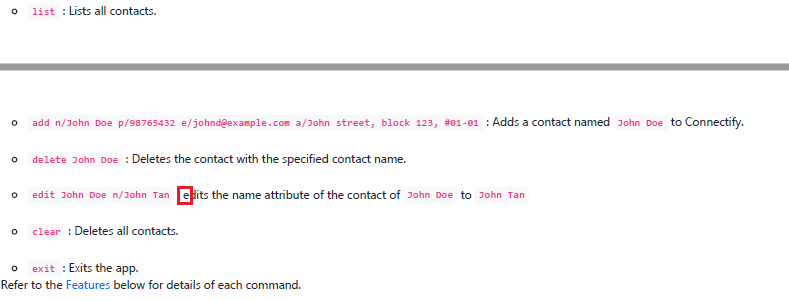 list : Lists all contacts.
add n/John Doe p/98765432 e/johnd@example.com a/John street, block 123, #01-01 : Adds a contact named John Doe to Connectify.
delete John Doe : Deletes the contact with the specified contact name.
edit John Doe n/John Tan edits the name attribute of the contact of John Doe to John Tan
clear : Deletes all contacts.
exit : Exits the app.
Refer to the Features below for details of each command.